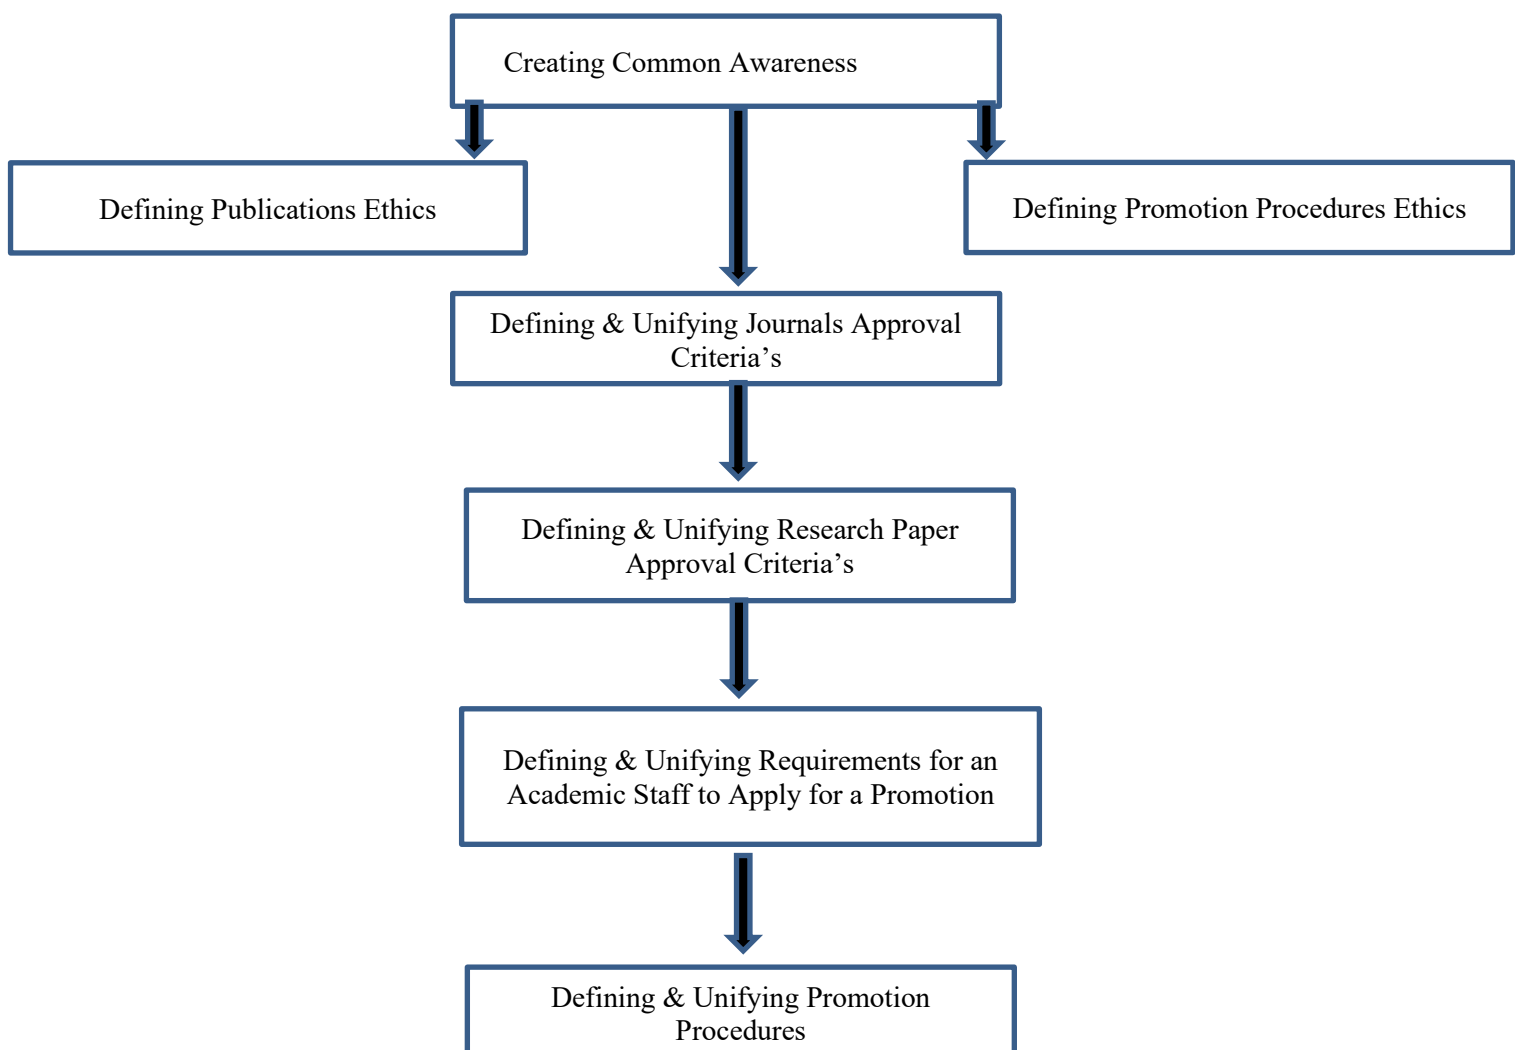 Creating Common Awareness
Defining Publications Ethics
Defining Promotion Procedures Ethics
Defining & Unifying Journals Approval
Criteria’s
Defining & Unifying Research Paper
Approval Criteria’s
Defining & Unifying Requirements for an
Academic Staff to Apply for a Promotion
Defining & Unifying Promotion
Procedures